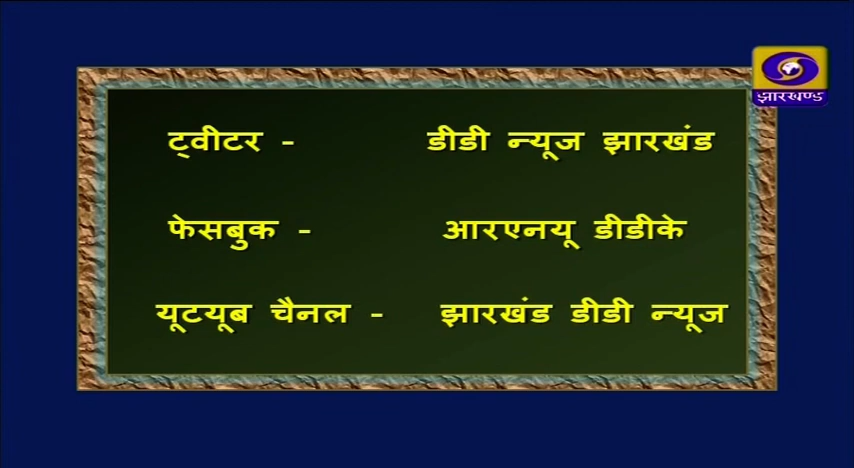 झारखण्ड
ट्वीटर - डीडी न्यूज झारखंड
फेसबुक - आरएनयू डीडीके
यूटयूब चैनल - झारखंड डीडी न्यूज